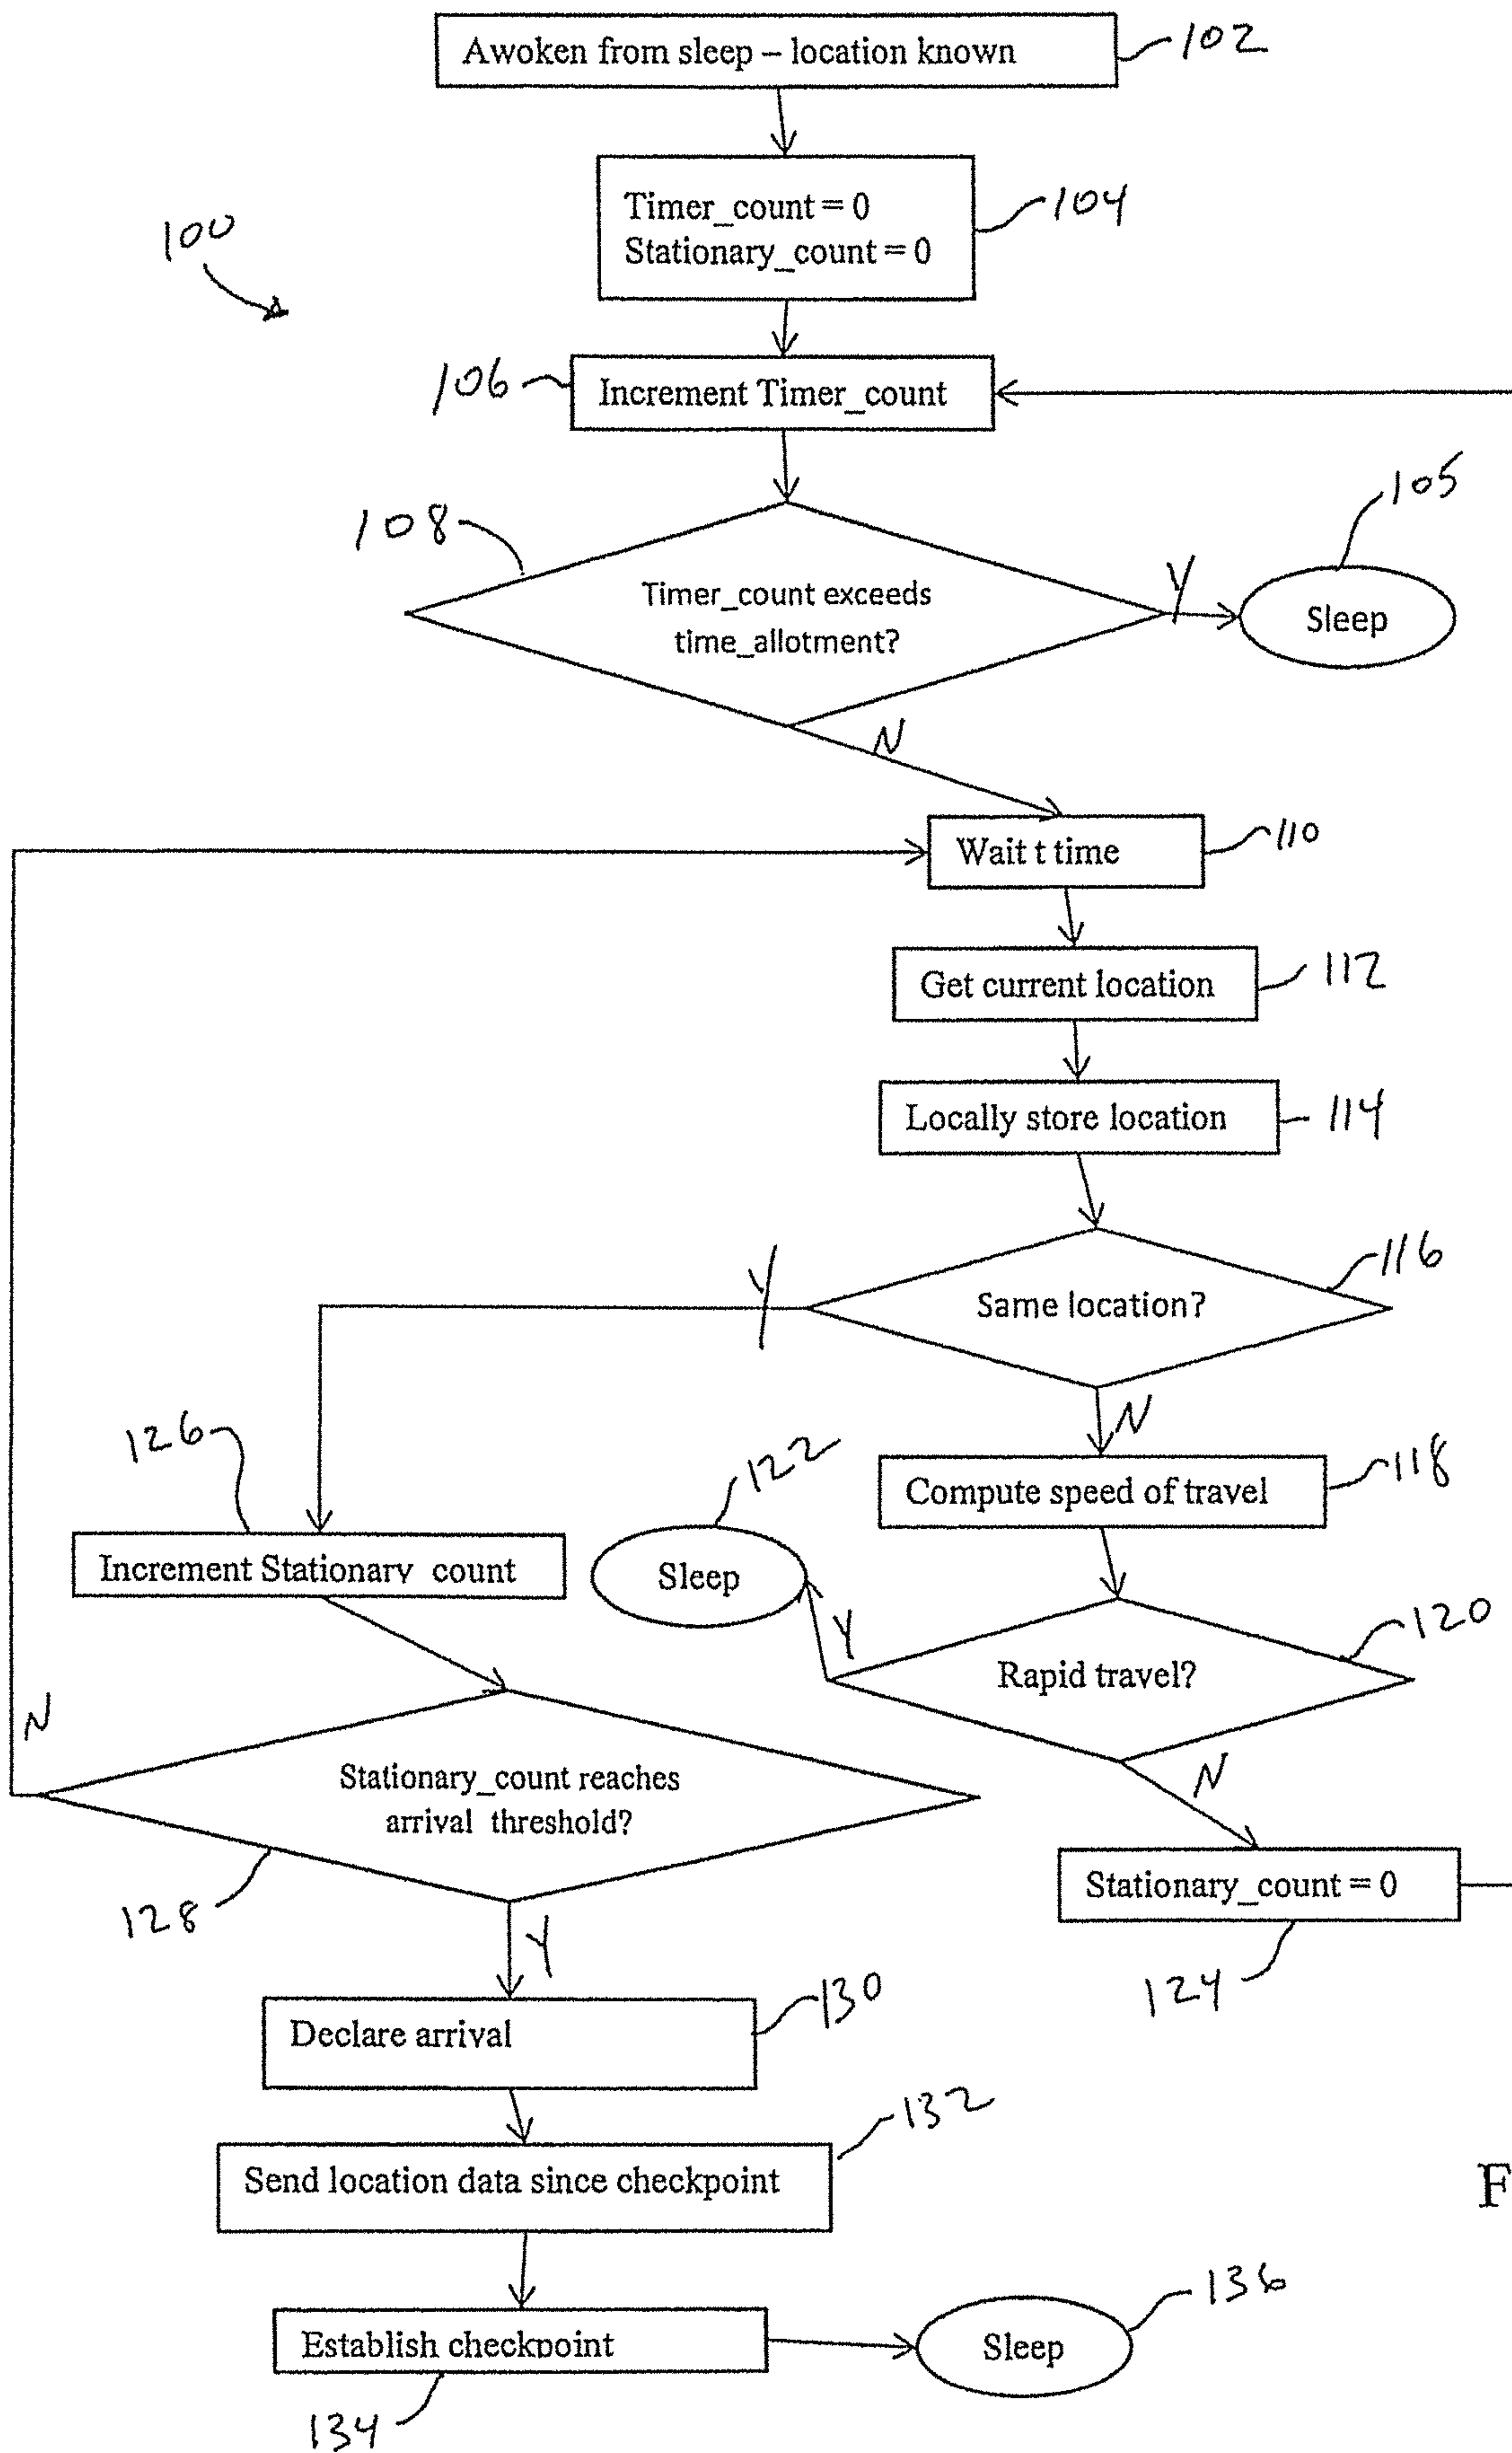 Awoken from sleep – location known
102
Timer_count = 0
Stationary_count = 0
104
100
106
Increment Timer_count
105
108
Timer_count exceeds
time_allotment?
Y
Sleep
N
Wait t time
110
Get current location
112
Locally store location
114
116
Same location?
Y
N
126
122
Compute speed of travel
118
Increment Stationary count
Sleep
Y
120
Rapid travel?
N
Stationary_count reaches
arrival threshold?
N
128
Y
Stationary_count = 0
124
Declare arrival
130
132
Send location data since checkpoint
F
136
Establish checkpoint
Sleep
134